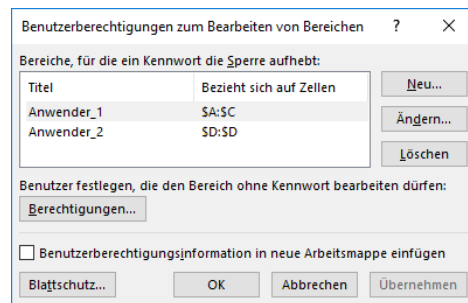 Benutzerberechtigungen zum Bearbeiten von Bereichen ? ×
Bereiche, für die ein Kennwort die Sperre aufhebt:
Titel Bezieht sich auf Zellen Neu...
Anwender_1 $A:$C Ändern...
Anwender_2 $D:$D
Löschen
Benutzer festlegen, die den Bereich ohne Kennwort bearbeiten dürfen:
Berechtigungen...
Benutzerberechtigungsinformation in neue Arbeitsmappe einfügen
Blattschutz... OK Abbrechen Übernehmen